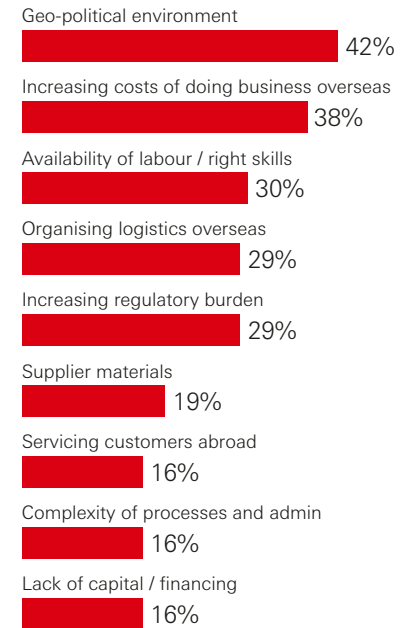 Geo-political environment
42%
Increasing costs of doing business overseas
38%
Availability of labour / right skills
30%
Organising logistics overseas
29%
Increasing regulatory burden
29%
Supplier materials
19%
Servicing customers abroad
16%
Complexity of processes and admin
16%
Lack of capital / financing
16%